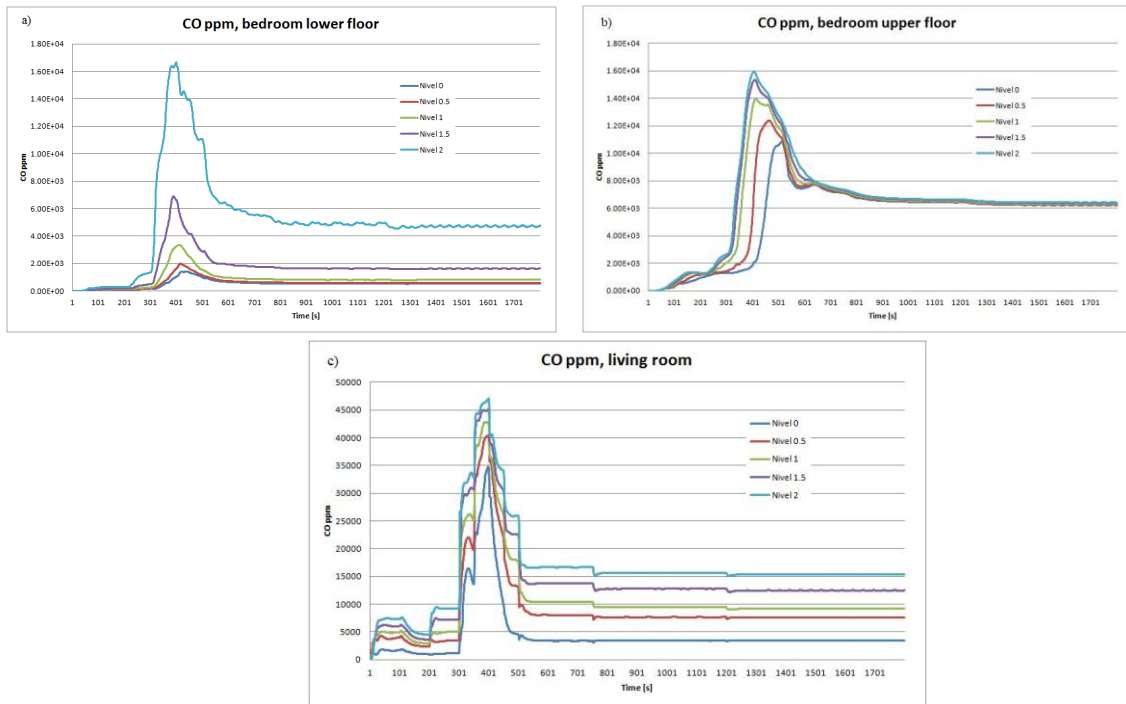 a)
CO ppm, bedroom lower floor
1.80E+04
1.60E+04
1.40E+04
1.20E+04
1.00E+04
8.00E+03
6.00E+03
4.00E+03
2.00E+03
0.00E+00
CO ppm
Nivel 0
Nivel 0.5
Nivel 1
Nivel 1.5
Nivel 2
1 101 201 301 401 501 601 701 801 901 1001 1101 1201 1301 1401 1501 1601 1701
Time [s]
b)
CO ppm, bedroom upper floor
1.80E+04
1.60E+04
1.40E+04
1.20E+04
1.00E+04
8.00E+03
6.00E+03
4.00E+03
2.00E+03
0.00E+00
CO ppm
Nivel 0
Nivel 0.5
Nivel 1
Nivel 1.5
Nivel 2
1 101 201 301 401 501 601 701 801 901 1001 1101 1201 1301 1401 1501 1601 1701
Time [s]
c)
CO ppm, living room
50000
45000
40000
35000
30000
25000
20000
15000
10000
5000
0
CO ppm
Nivel 0
Nivel 0.5
Nivel 1
Nivel 1.5
Nivel 2
1 101 201 301 401 501 601 701 801 901 1001 1101 1201 1301 1401 1501 1601 1701
Time [s]